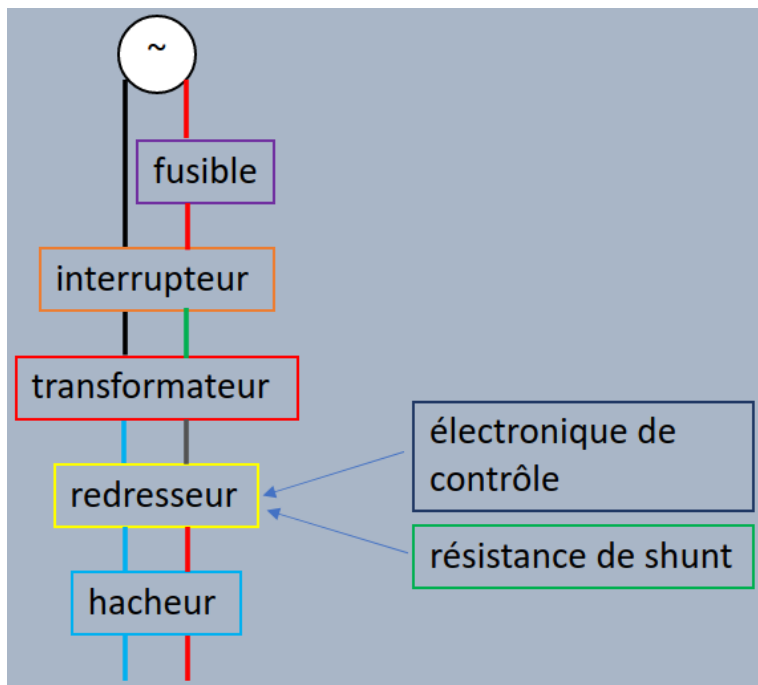 ~
fusible
interrupteur
transformateur
redresseur
hacheur
électronique de
contrôle
résistance de shunt